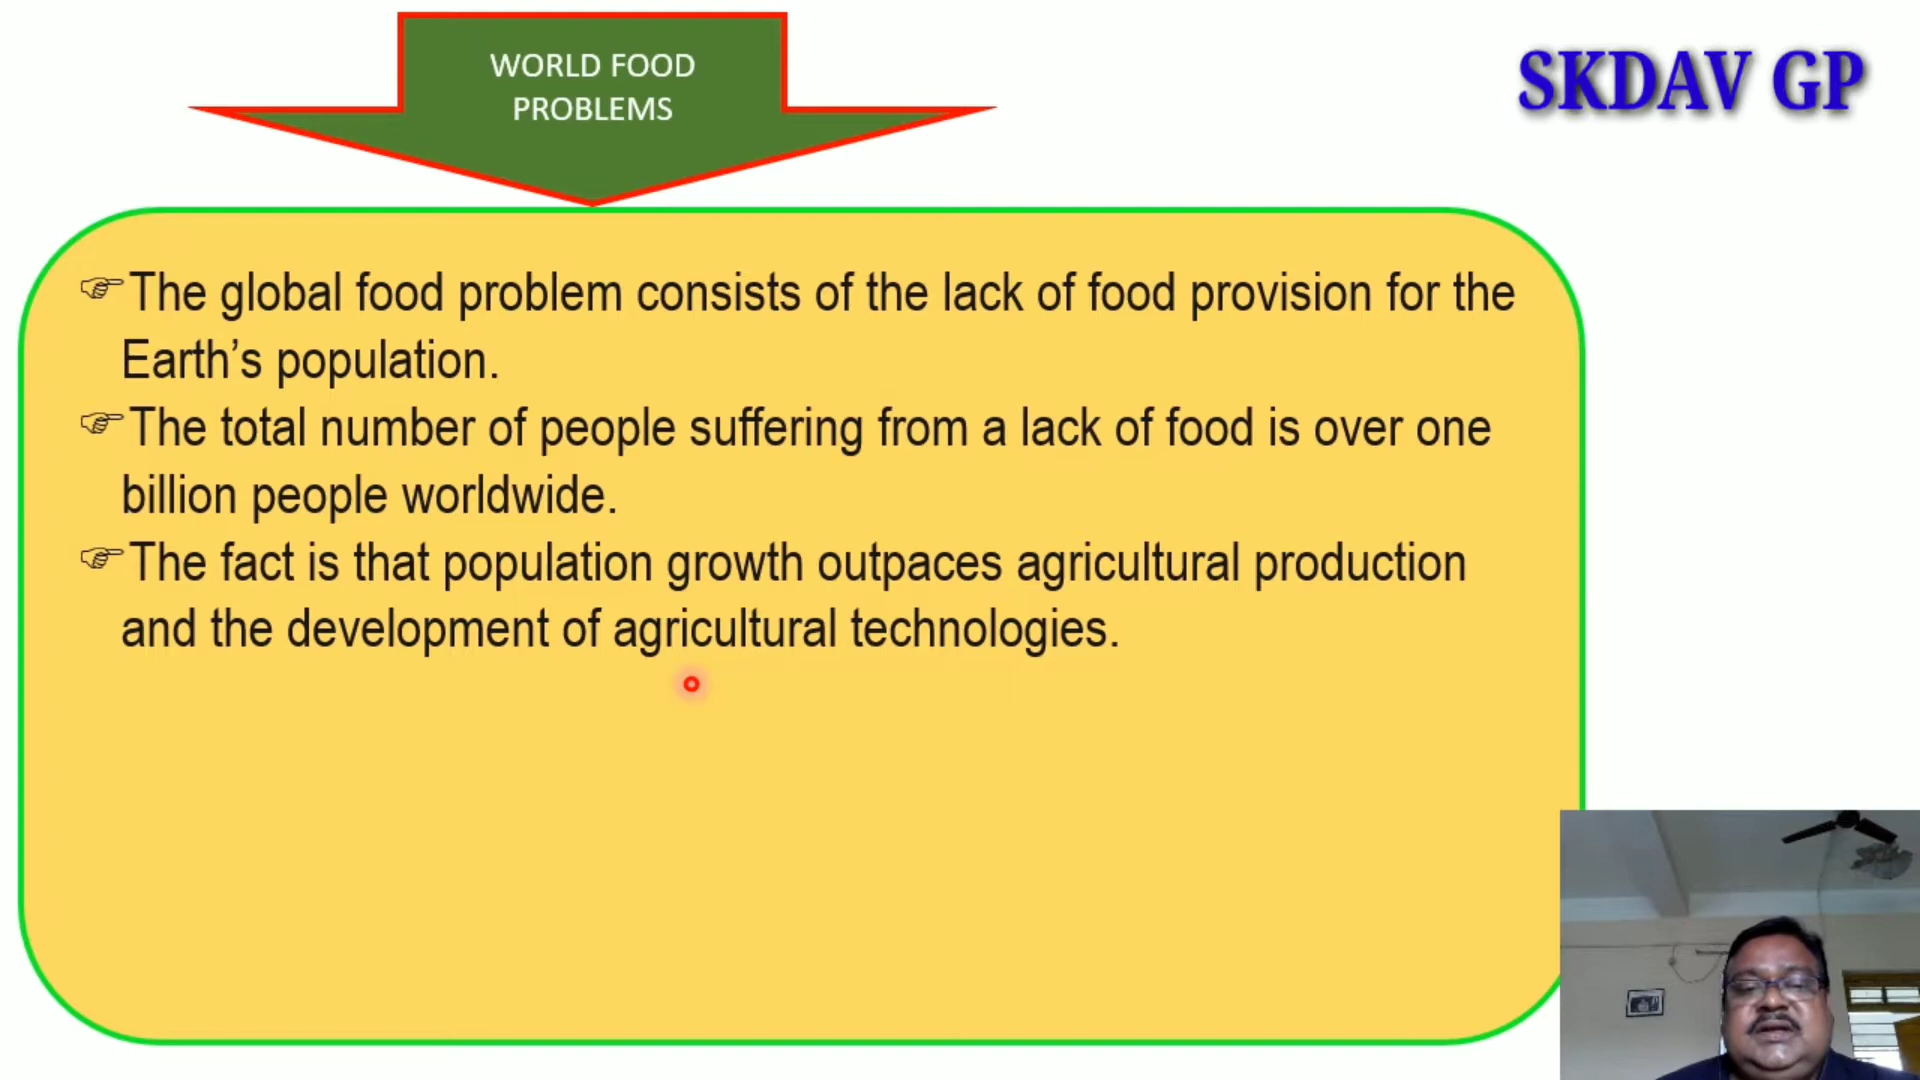 WORLD FOOD
PROBLEMS
SKDAV GP
The global food problem consists of the lack of food provision for the
Earth’s population.
The total number of people suffering from a lack of food is over one
billion people worldwide.
The fact is that population growth outpaces agricultural production
and the development of agricultural technologies.